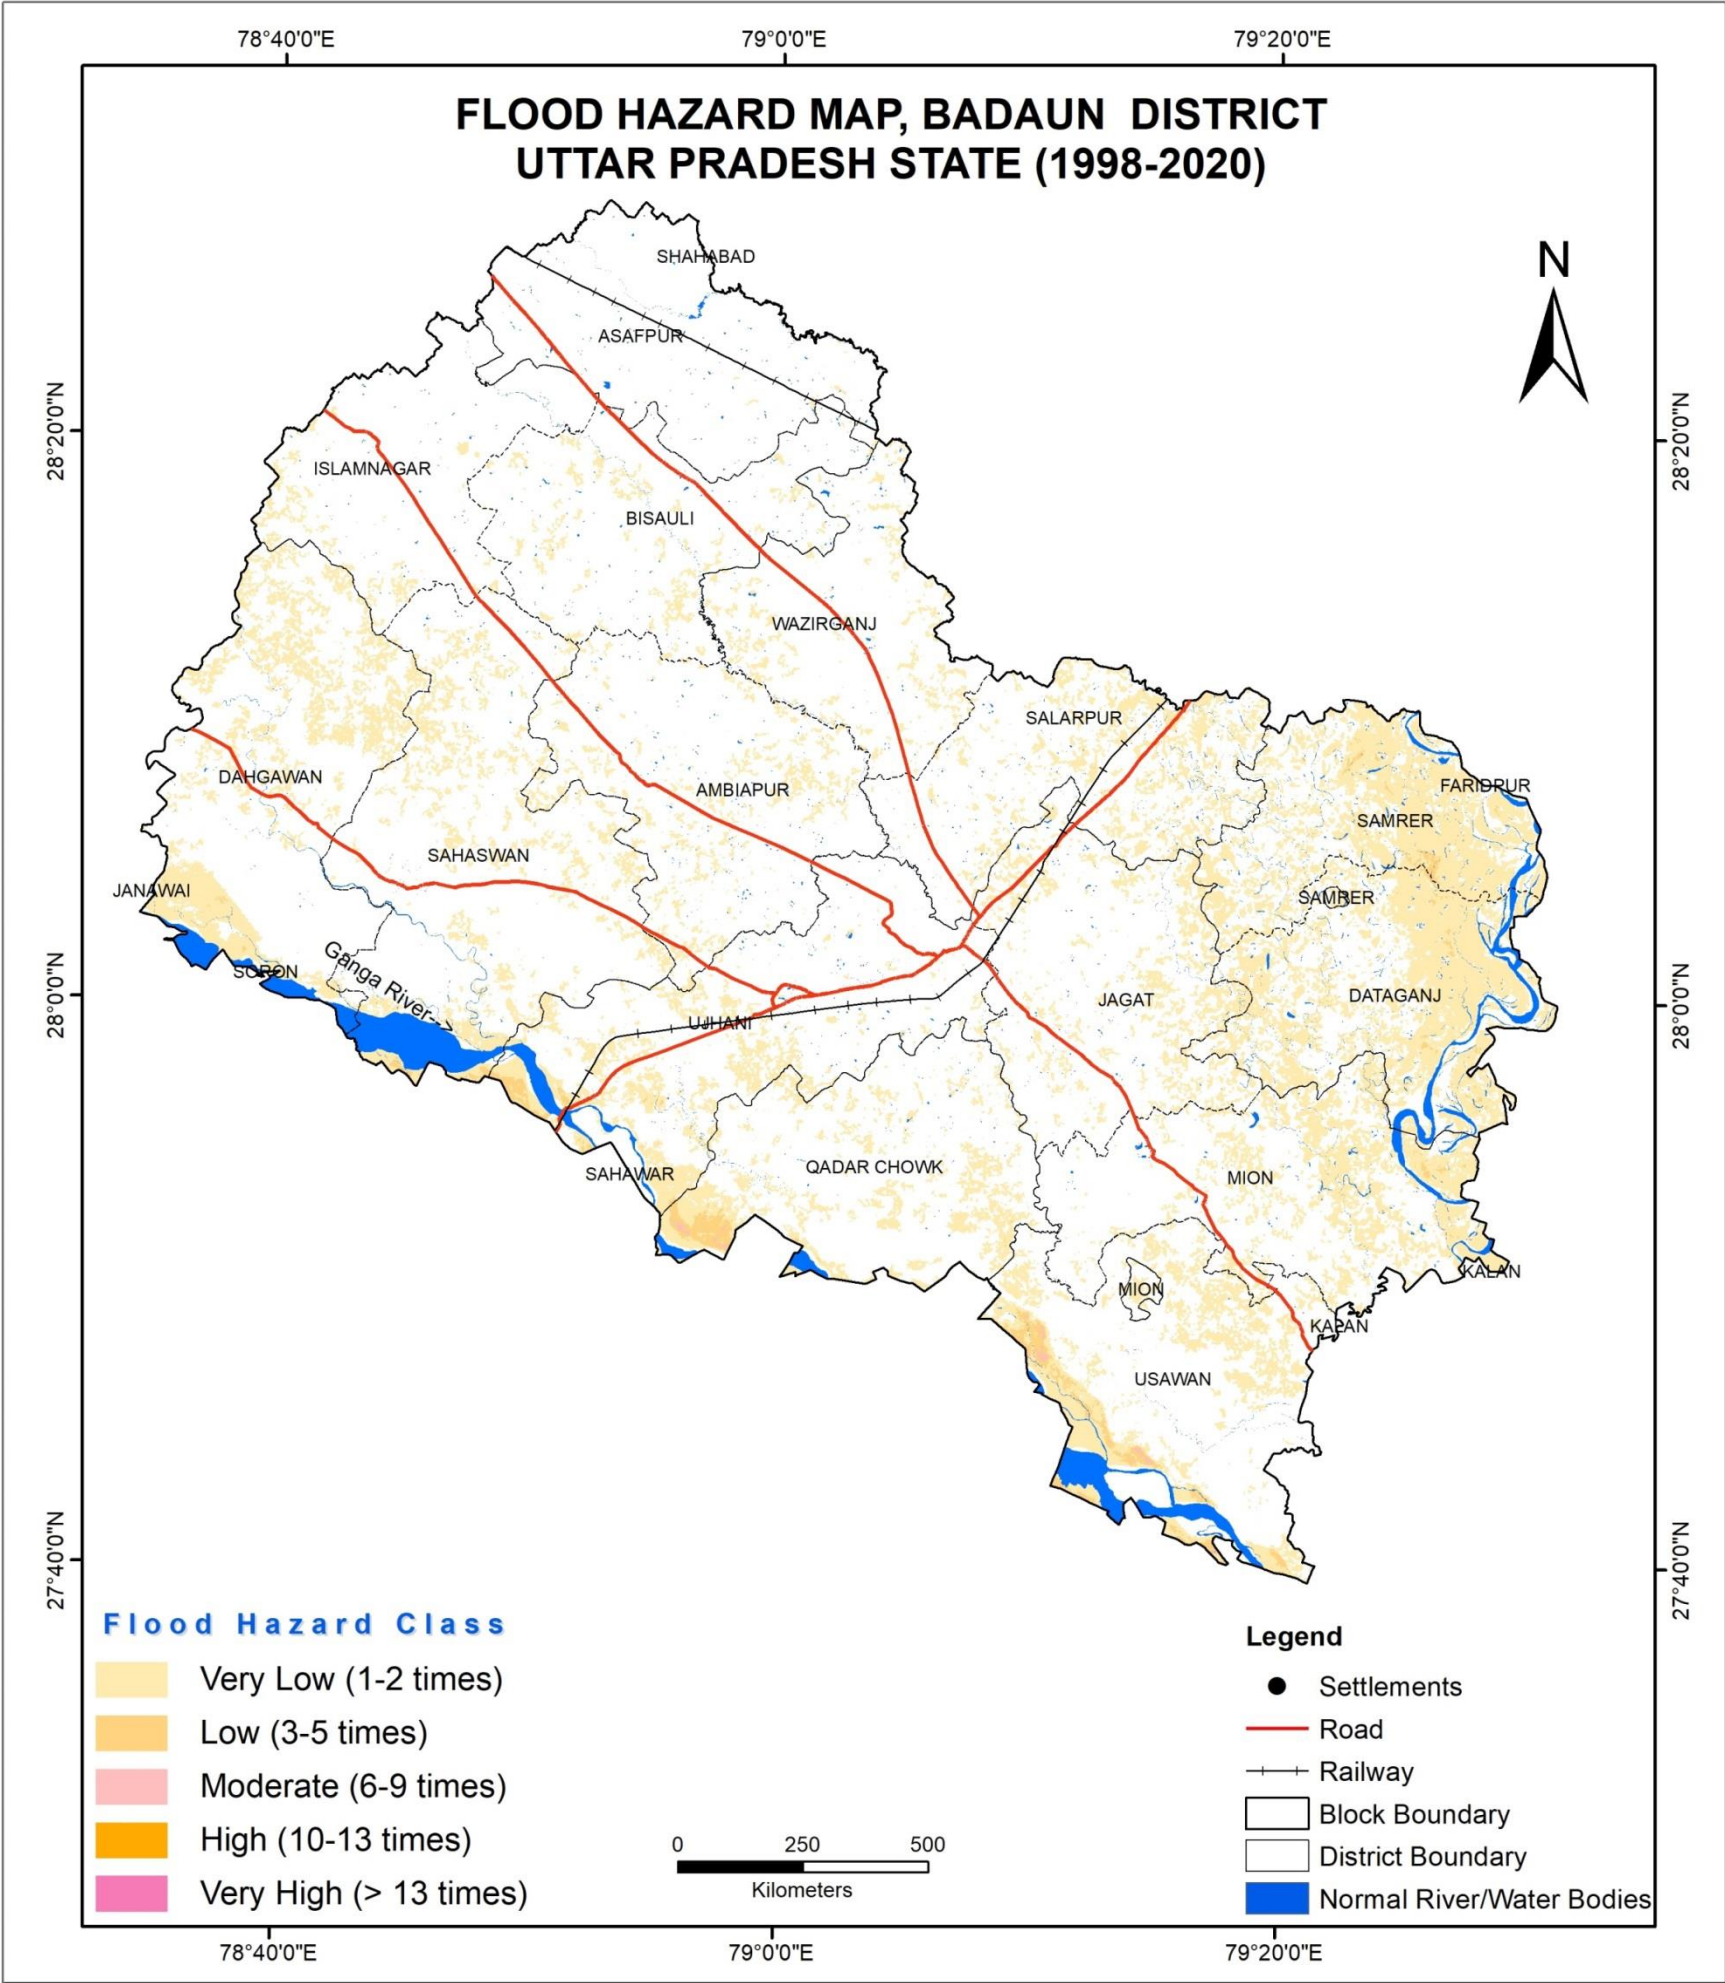 78°40'0"E
79°0'0"E
79°20'0"E
FLOOD HAZARD MAP, BADAUN DISTRICT
UTTAR PRADESH STATE (1998-2020)
N
SHAHABAD
ASAFPUR
28°20'0"N
28°20'0"N
ISLAMNAGAR
BISAULI
WAZIRGANJ
SALARPUR
DAHGAWAN
AMBIAPUR
FARIDPUR
SAMRER
SAHASWAN
JANAWAI
SAMRER
SORON
Ganga River-->
28°0'0"N
28°0'0"N
UJHANI
JAGAT
DATAGANJ
SAHAWAR
QADAR CHOWK
MION
KALAN
MION
KALAN
USAWAN
27°40'0"N
27°40'0"N
Flood Hazard Class
Very Low (1-2 times)
Low (3-5 times)
Moderate (6-9 times)
High (10-13 times)
Very High (> 13 times)
0 250 500
Kilometers
Legend
Settlements
Road
Railway
Block Boundary
District Boundary
Normal River/Water Bodies
78°40'0"E
79°0'0"E
79°20'0"E